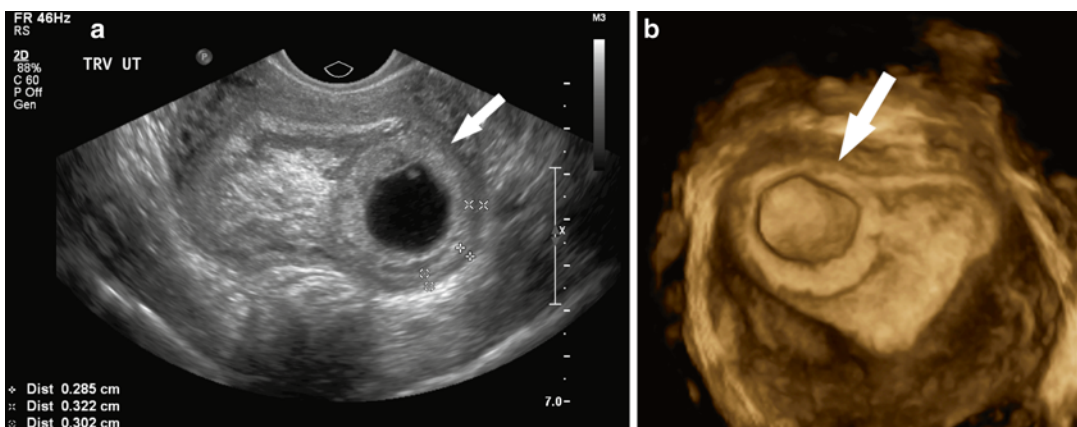 FR 46Hz
RS
a
2D
88%
C 60
P Off
Gen
TRV UT
P
M3
X
7.0
Dist 0.285 cm
Dist 0.322 cm
Dist 0.302 cm
b